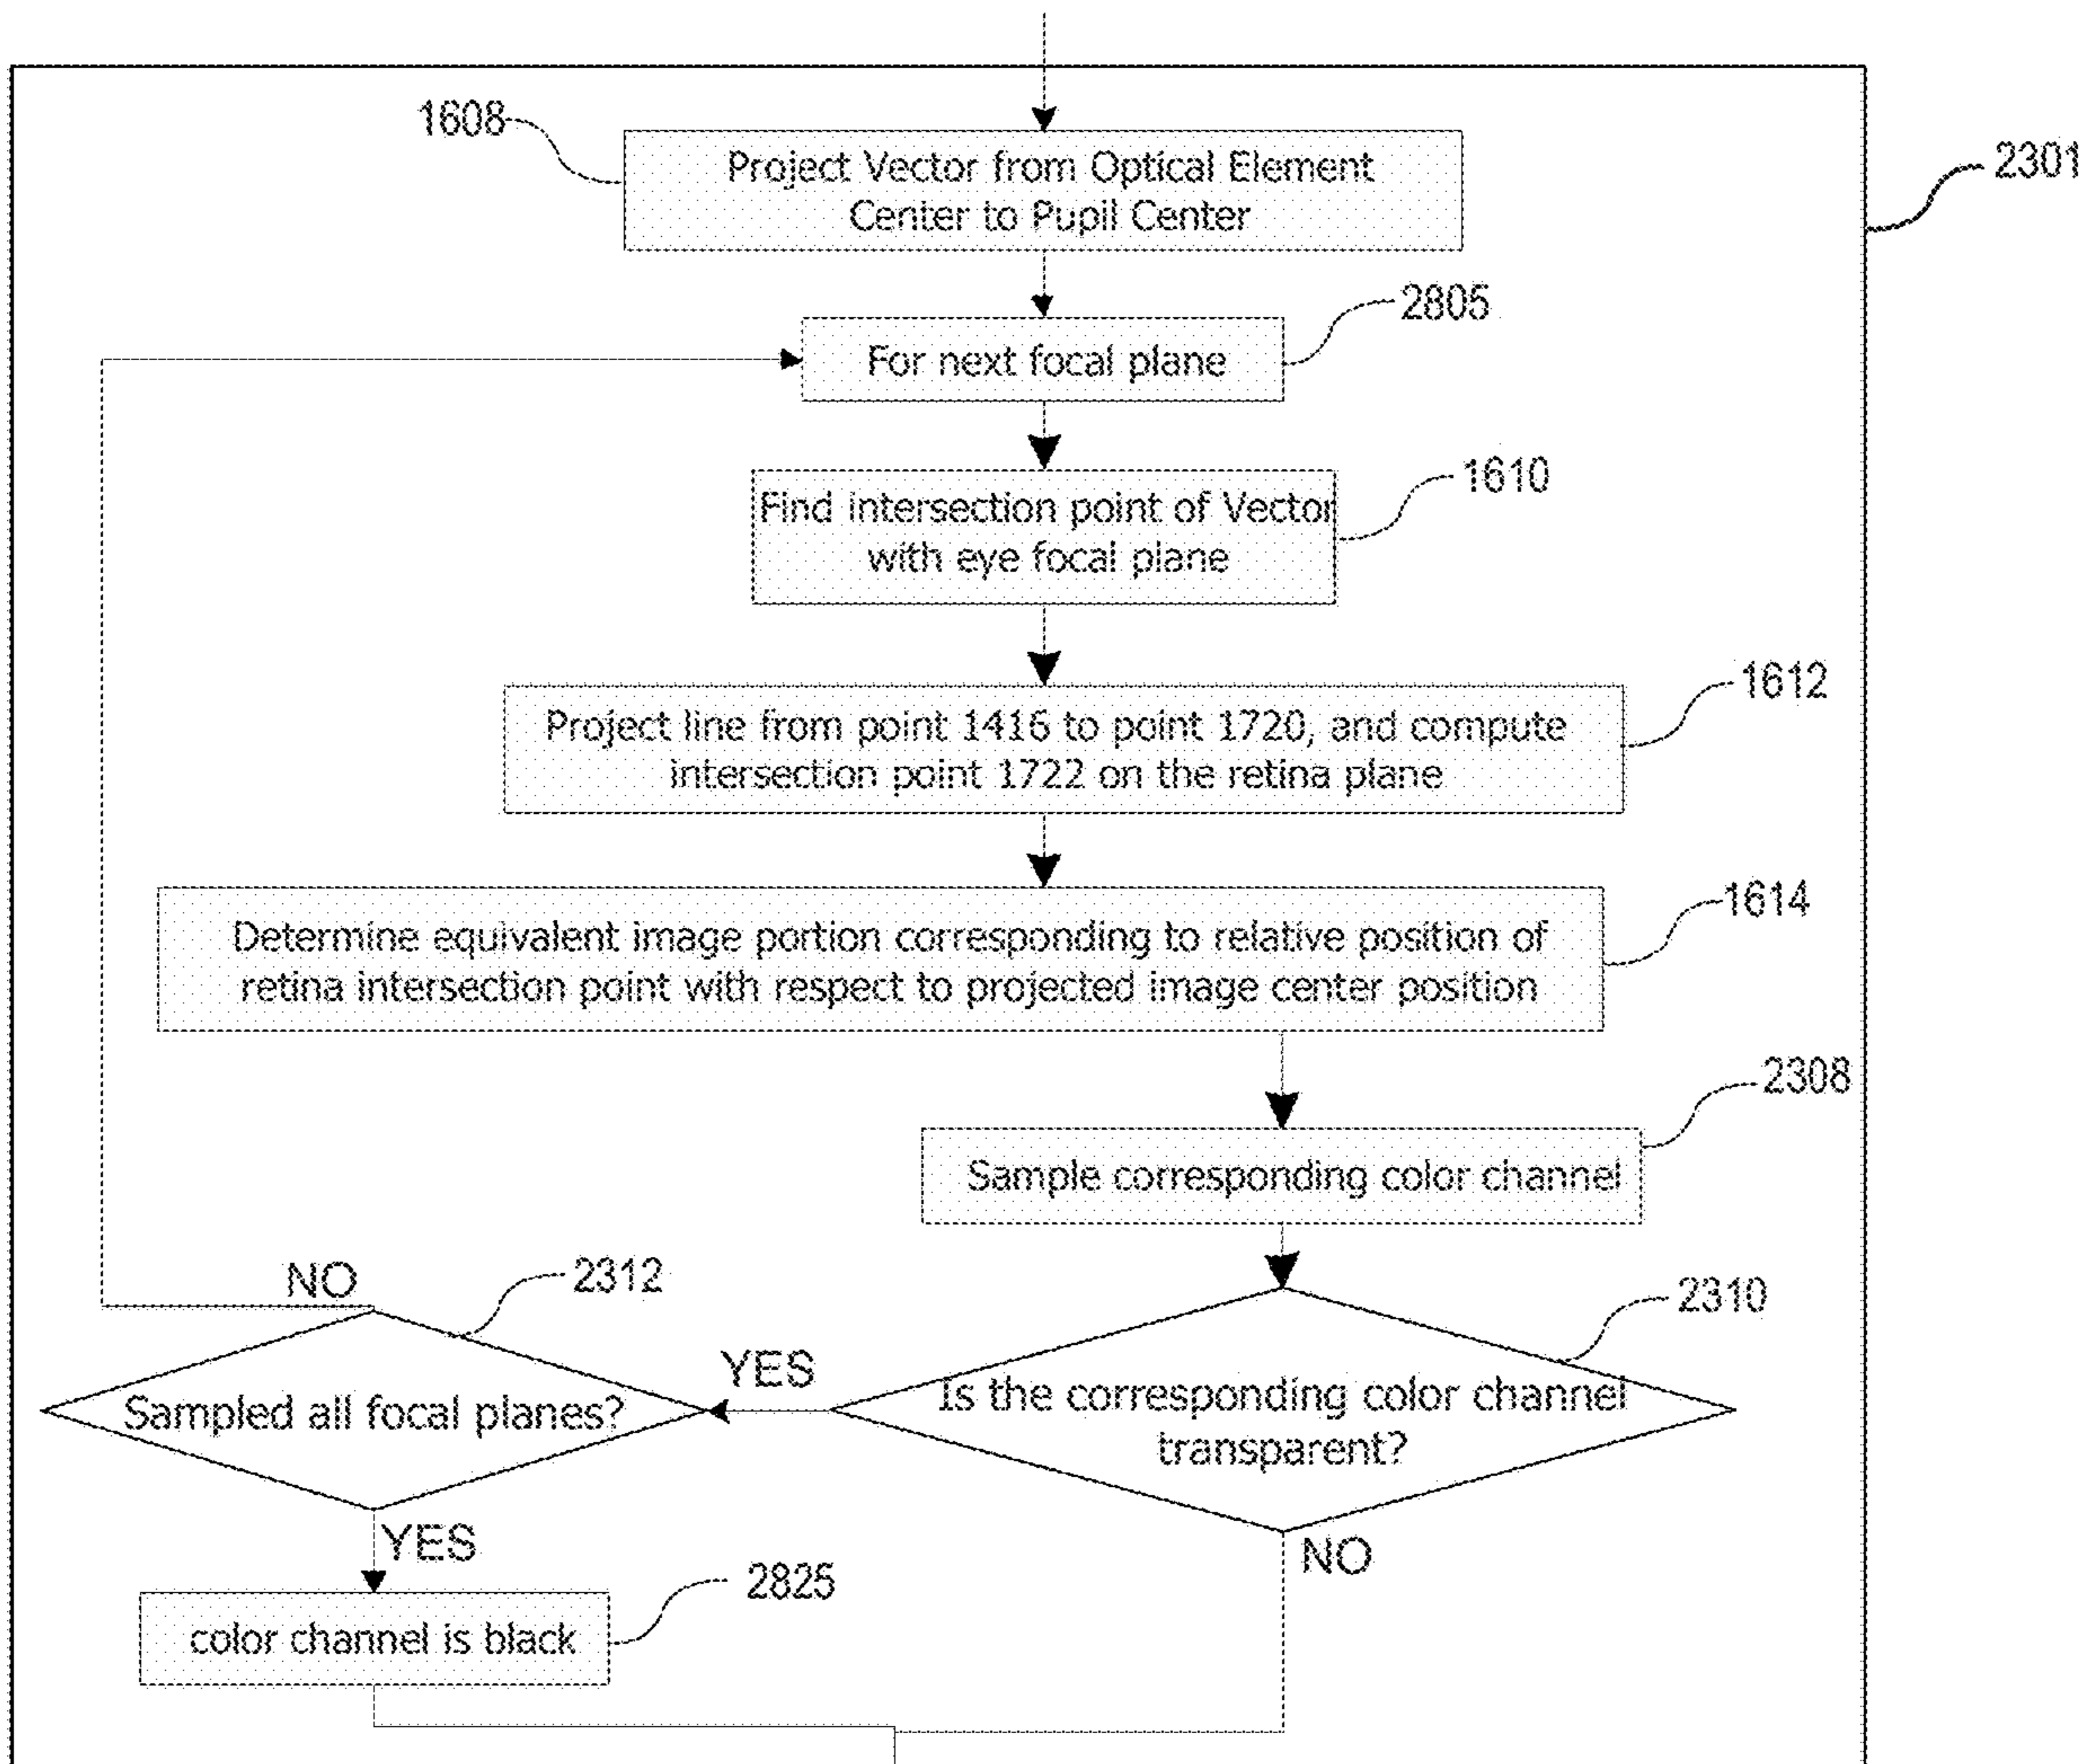 1608
Project Vector from Optical Element
Center to Pupil Center
2301
2805
For next focal plane
1610
Find intersection point of Vector
with eye focal plane
1612
Project line from point 1416 to point 1720, and compute
intersection point 1722 on the retina plane
1614
Determine equivalent image portion corresponding to relative position of
retina intersection point with respect to projected image center position
2308
Sample corresponding color channel
2310
Is the corresponding color channel
transparent?
YES
NO
2312
NO
Sampled all focal planes?
YES
2825
color channel is black